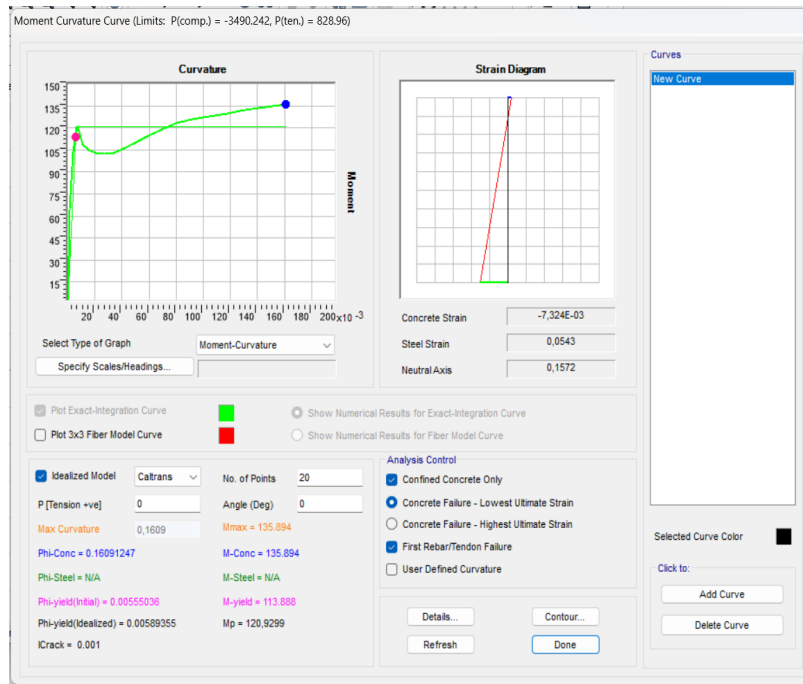 Moment Curvature Curve (Limits: P(comp.) = -3490.242, P(ten.) = 828.96)
Curvature
150
135
120
105
90
75
60
45
30
15
Moment
20 40 60 80 100 120 140 160 180 200 x10 -3
Select Type of Graph
Moment-Curvature
Specify Scales/Headings...
Strain Diagram
Concrete Strain
-7,324E-03
Steel Strain
0,0543
Neutral Axis
0,1572
Curves
New Curve
Plot Exact-Integration Curve
Show Numerical Results for Exact-Integration Curve
Plot 3x3 Fiber Model Curve
Show Numerical Results for Fiber Model Curve
Idealized Model
Caltrans
No. of Points
20
P [Tension +ve]
0
Angle (Deg)
0
Max Curvature
0,1609
Mmax = 135.894
Phi-Conc = 0.16091247
M-Conc = 135.894
Phi-Steel = N/A
M-Steel = N/A
Phi-yield(Initial) = 0.00555036
M-yield = 113.888
Phi-yield(Idealized) = 0.00589355
Mp = 120,9299
ICrack = 0.001
Analysis Control
Confined Concrete Only
Concrete Failure - Lowest Ultimate Strain
Concrete Failure - Highest Ultimate Strain
First Rebar/Tendon Failure
User Defined Curvature
Details...
Contour...
Refresh
Done
Selected Curve Color
Click to:
Add Curve
Delete Curve